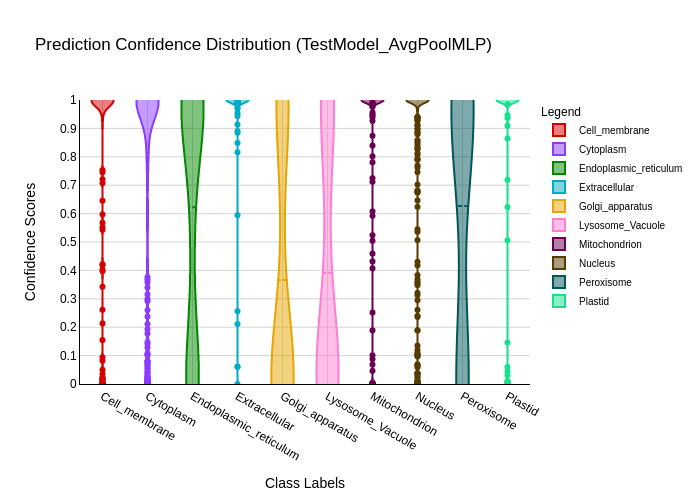 Prediction Confidence Distribution (TestModel_AvgPoolMLP)
Legend
Cell_membrane
Cytoplasm
Endoplasmic_reticulum
Extracellular
Golgi_apparatus
Lysosome_Vacuole
Mitochondrion
Nucleus
Peroxisome
Plastid
Confidence Scores
1
0.9
0.8
0.7
0.6
0.5
0.4
0.3
0.2
0.1
0
Cell_membrane
Cytoplasm
Endoplasmic_reticulum
Extracellular
Golgi_apparatus
Lysosome_Vacuole
Mitochondrion
Nucleus
Peroxisome
Plastid
Class Labels